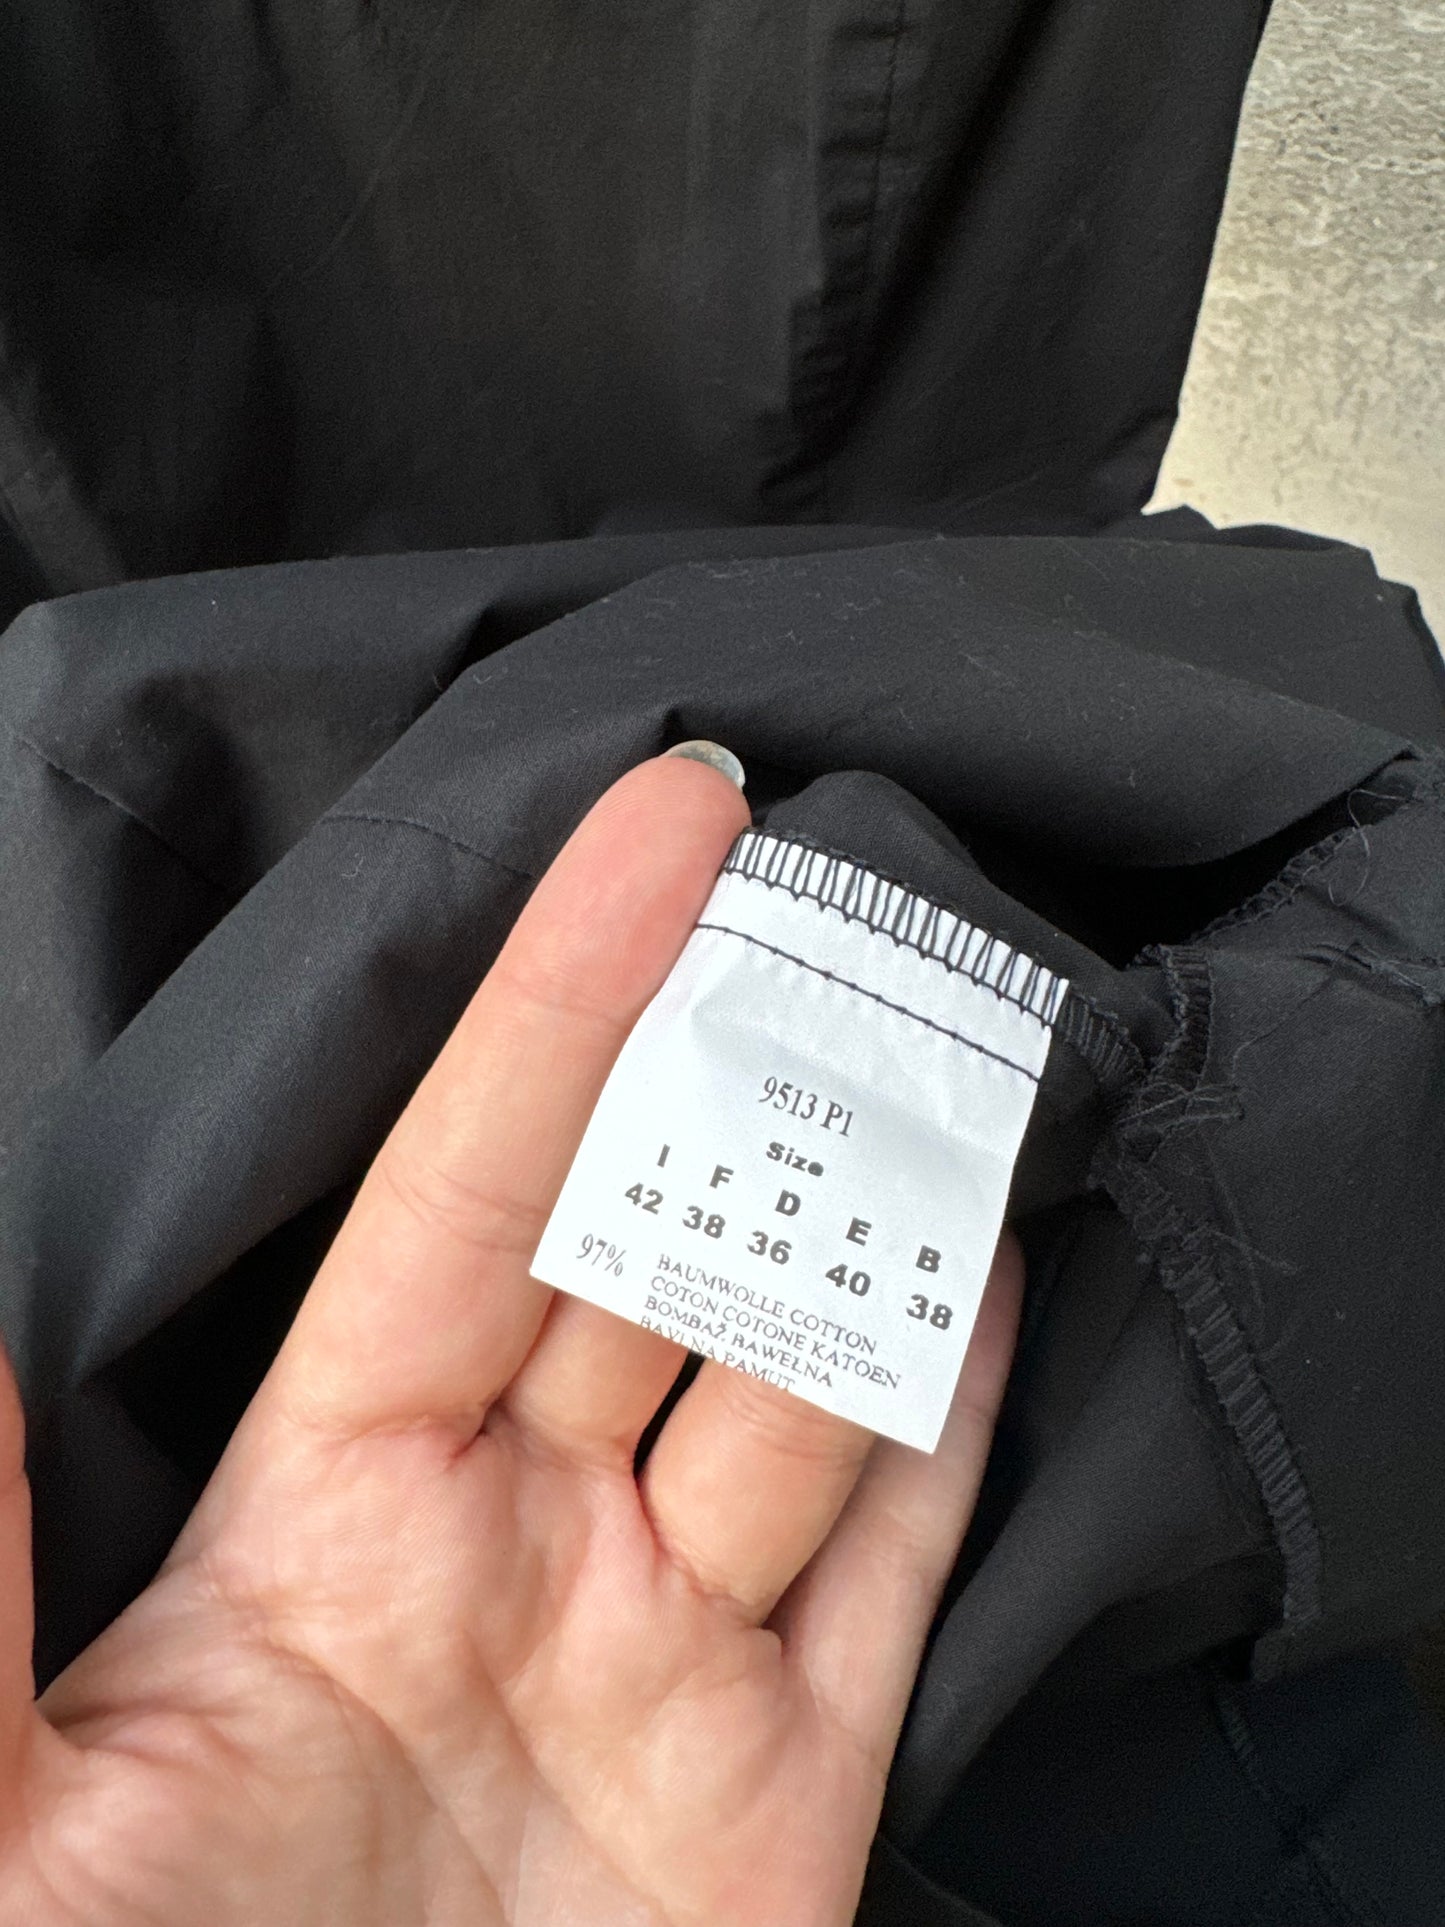 9513 P1
Size
I F D E B
42 38 36 40 38
97% BAUMWOLLE COTTON
COTON COTONE KATOEN
BOMBAŽ BAWEŁNA
BAVLNA PAMUT